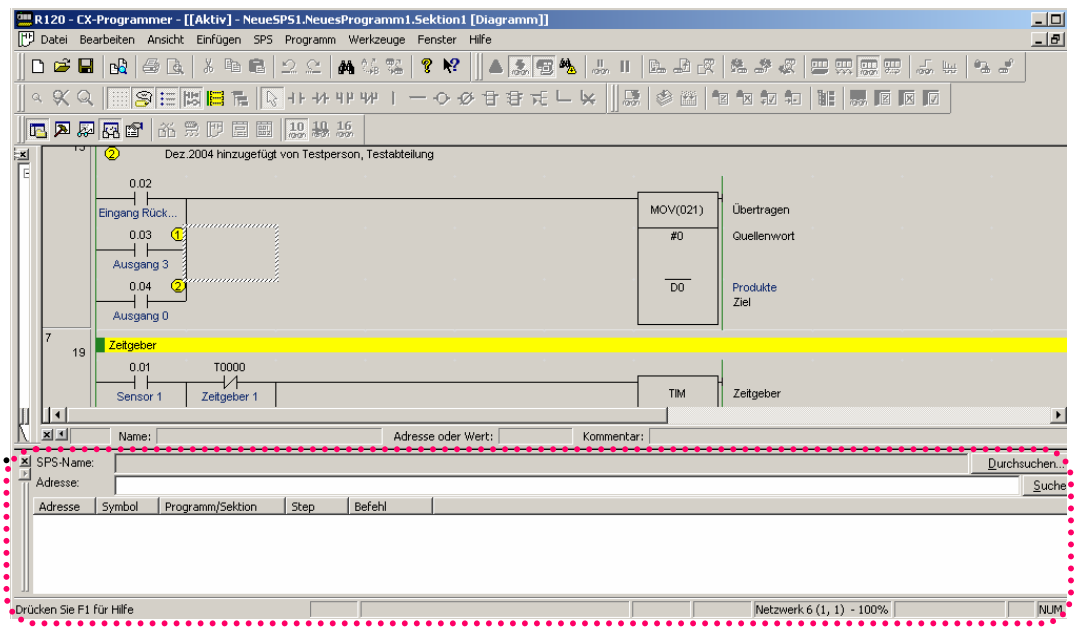 R120 - CX-Programmer - [[Aktiv] - NeueSPS1.NeuesProgramm1.Sektion1 [Diagramm]]
Datei Bearbeiten Ansicht Einfügen SPS Programm Werkzeuge Fenster Hilfe
10 10 16
2 Dez.2004 hinzugefügt von Testperson, Testabteilung
0.02
Eingang Rück...
MOV(021) Übertragen
0.03 1
Ausgang 3
#0 Quellenwort
0.04 2
Ausgang 0
D0 Produkte
Ziel
7
19
Zeitgeber
0.01 T0000
Sensor 1 Zeitgeber 1
TIM Zeitgeber
Name: Adresse oder Wert: Kommentar:
SPS-Name: Durchsuchen...
Adresse: Suche
Adresse Symbol Programm/Sektion Step Befehl
Drücken Sie F1 für Hilfe Netzwerk 6 (1, 1) - 100% NUM